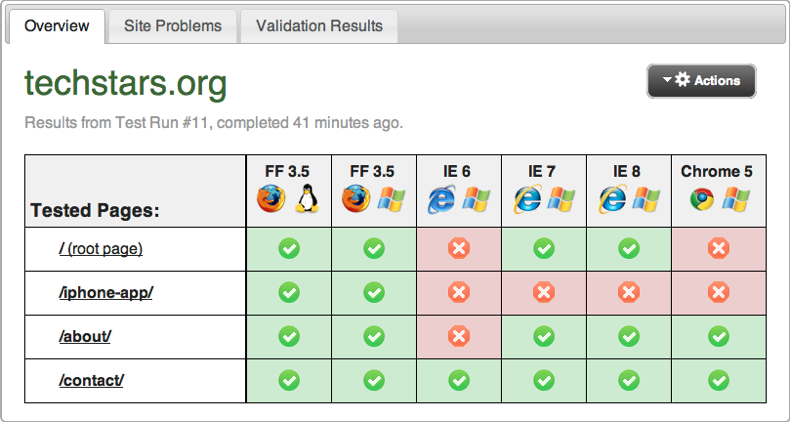 Overview Site Problems Validation Results
techstars.org
Actions
Results from Test Run #11, completed 41 minutes ago.
FF 3.5 FF 3.5 IE 6 IE 7 IE 8 Chrome 5
Tested Pages:
/ (root page)
/iphone-app/
/about/
/contact/